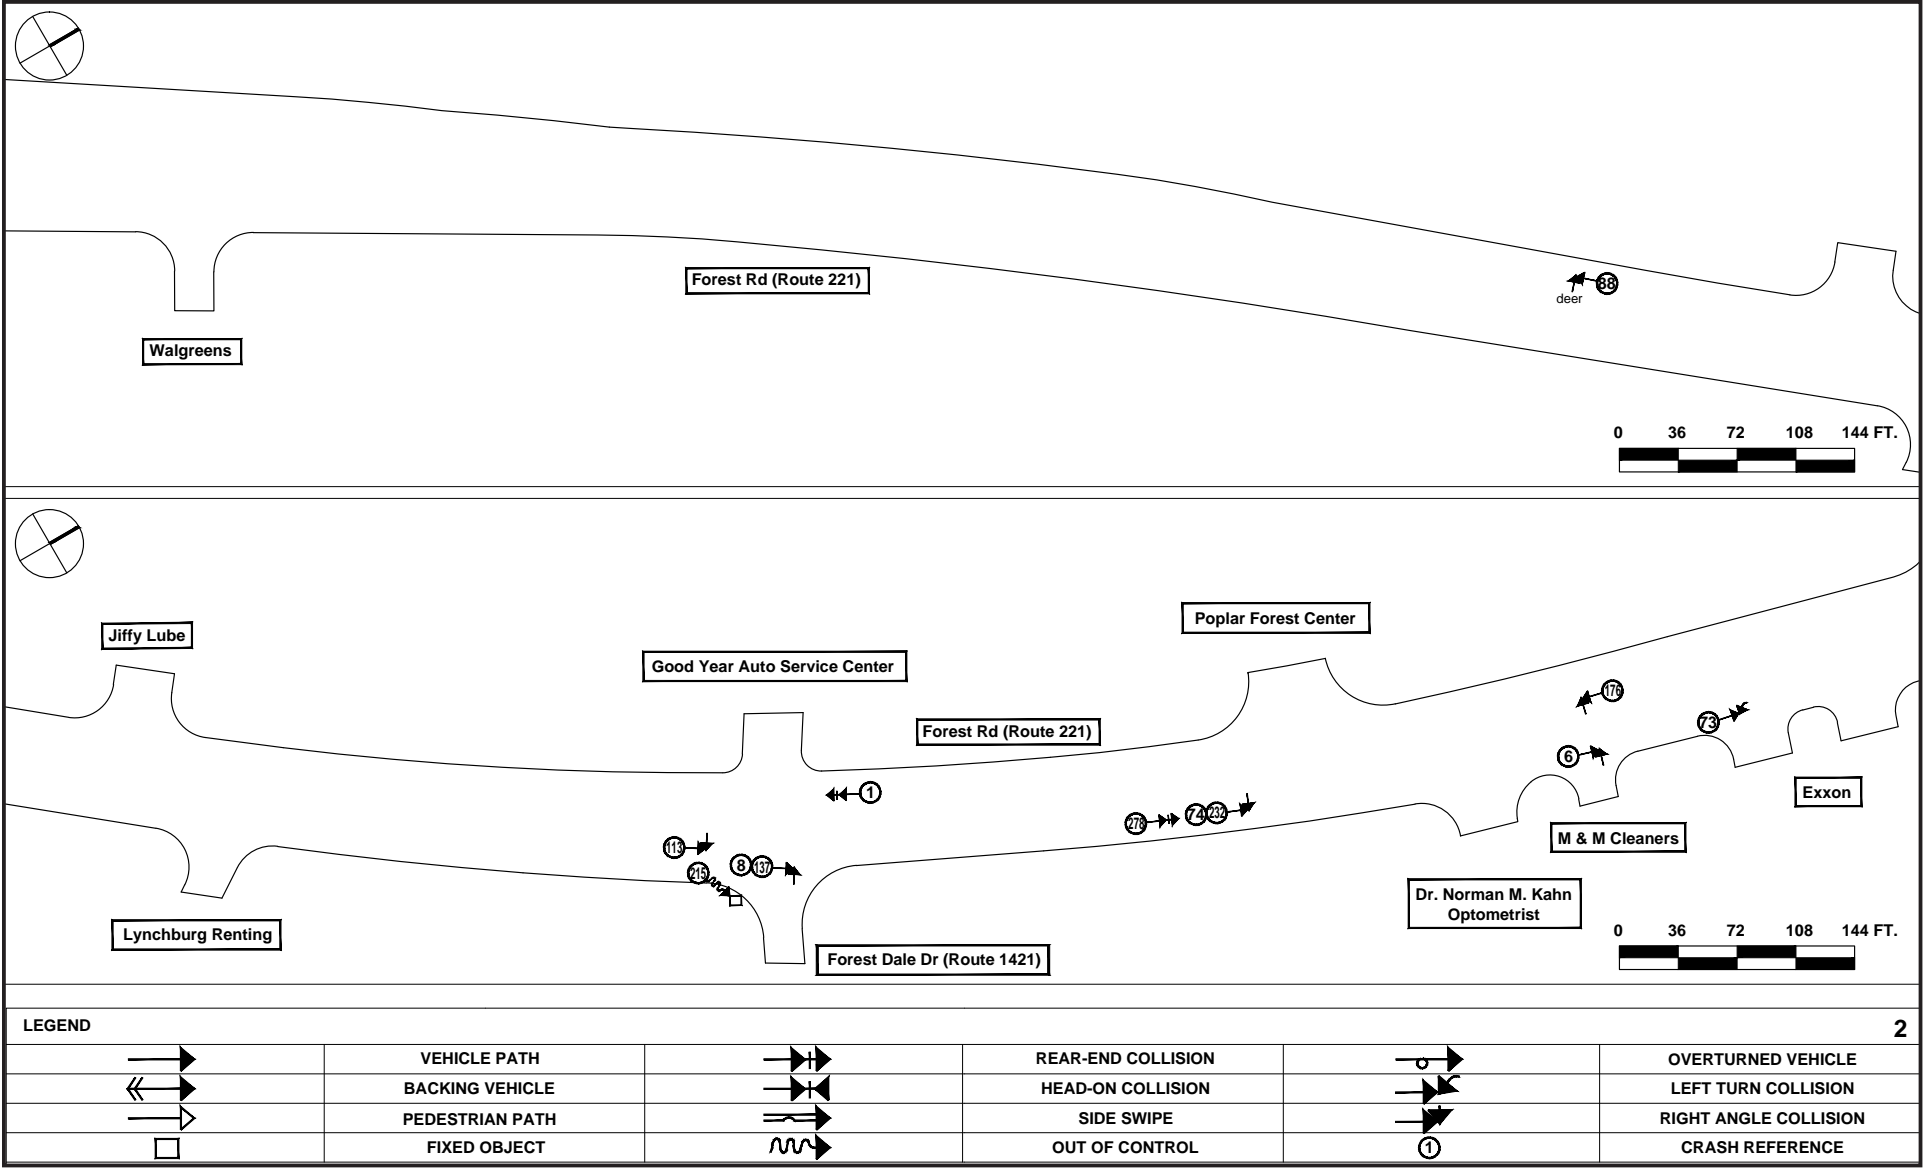 Forest Rd (Route 221)
88
deer
Walgreens
0 36 72 108 144 FT.
Jiffy Lube
Poplar Forest Center
Good Year Auto Service Center
Forest Rd (Route 221)
176
73
6
1
Exxon
278
74 232
M & M Cleaners
113
8 137
215
Dr. Norman M. Kahn
Optometrist
Lynchburg Renting
Forest Dale Dr (Route 1421)
0 36 72 108 144 FT.
LEGEND
2
VEHICLE PATH
REAR-END COLLISION
OVERTURNED VEHICLE
BACKING VEHICLE
HEAD-ON COLLISION
LEFT TURN COLLISION
PEDESTRIAN PATH
SIDE SWIPE
RIGHT ANGLE COLLISION
FIXED OBJECT
OUT OF CONTROL
1
CRASH REFERENCE